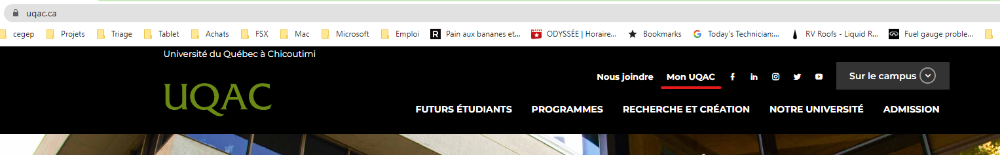 uqac.ca
cegep Projets Triage Tablet Achats FSX Mac Microsoft Emploi R Pain aux bananes et... ODYSSÉE | Horaire... Bookmarks G Today's Technician:... RV Roofs - Liquid R... Fuel gauge proble...
Université du Québec à Chicoutimi
Nous joindre Mon UQAC f in Sur le campus
UQAC
FUTURS ÉTUDIANTS PROGRAMMES RECHERCHE ET CRÉATION NOTRE UNIVERSITÉ ADMISSION